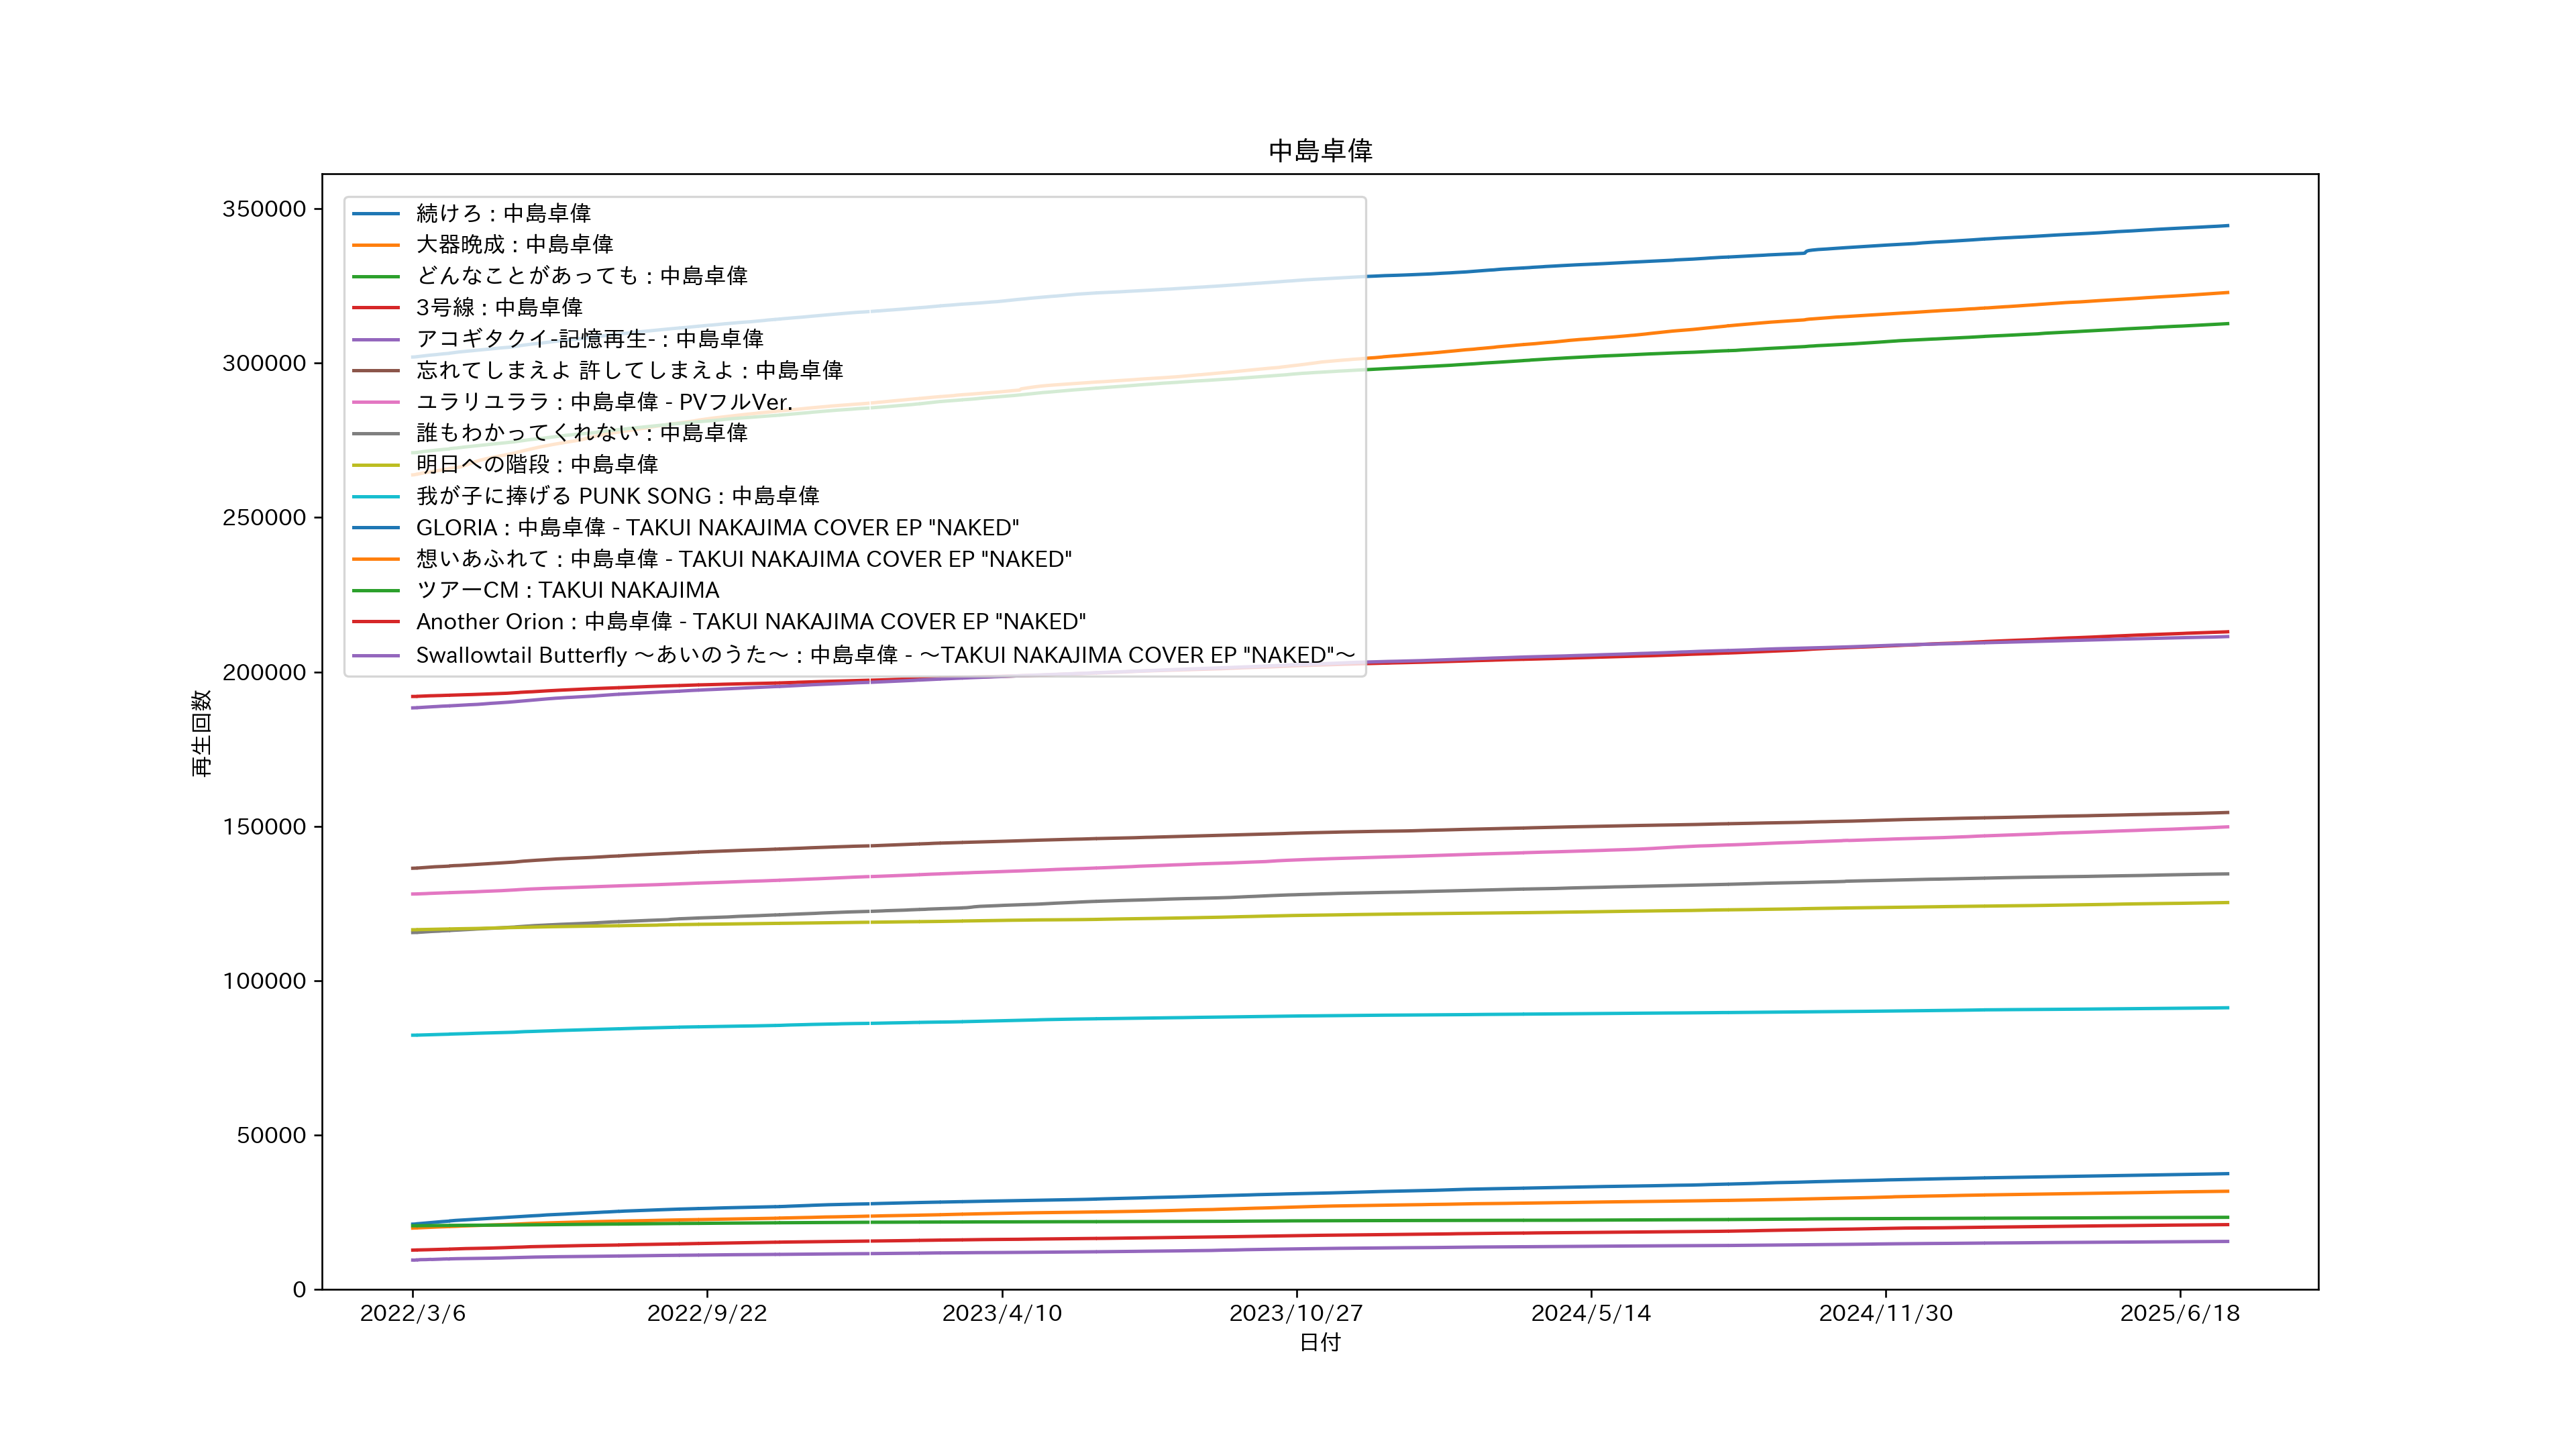 中島卓偉
350000
300000
250000
200000
150000
100000
50000
0
再生回数
続けろ : 中島卓偉
大器晩成 : 中島卓偉
どんなことがあっても : 中島卓偉
3号線 : 中島卓偉
アコギタクイ-記憶再生- : 中島卓偉
忘れてしまえよ 許してしまえよ : 中島卓偉
ユラリユララ : 中島卓偉 - PVフルVer.
誰もわかってくれない : 中島卓偉
明日への階段 : 中島卓偉
我が子に捧げる PUNK SONG : 中島卓偉
GLORIA : 中島卓偉 - TAKUI NAKAJIMA COVER EP "NAKED"
想いあふれて : 中島卓偉 - TAKUI NAKAJIMA COVER EP "NAKED"
ツアーCM : TAKUI NAKAJIMA
Another Orion : 中島卓偉 - TAKUI NAKAJIMA COVER EP "NAKED"
Swallowtail Butterfly 〜あいのうた〜 : 中島卓偉 - 〜TAKUI NAKAJIMA COVER EP "NAKED"〜
2022/3/6 2022/9/22 2023/4/10 2023/10/27 2024/5/14 2024/11/30 2025/6/18
日付